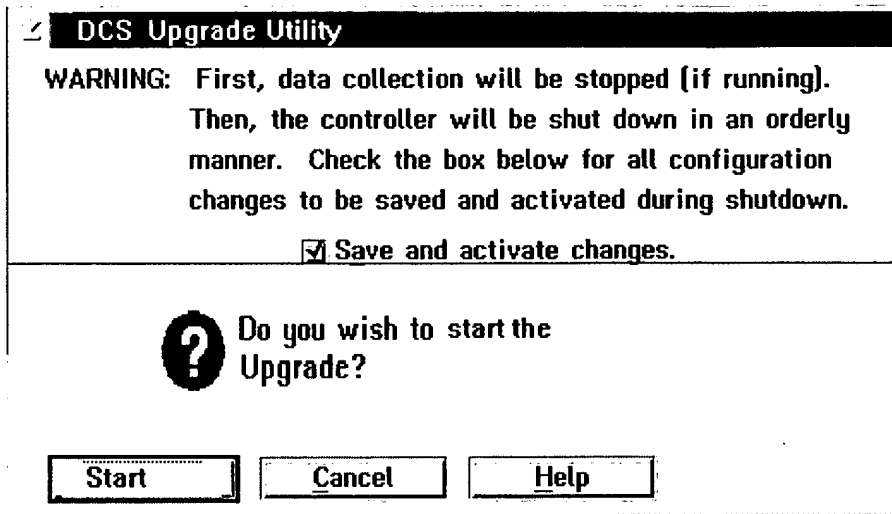 DCS Upgrade Utility
WARNING: First, data collection will be stopped (if running).
Then, the controller will be shut down in an orderly
manner. Check the box below for all configuration
changes to be saved and activated during shutdown.
Save and activate changes.
Do you wish to start the
Upgrade?
Start Cancel Help